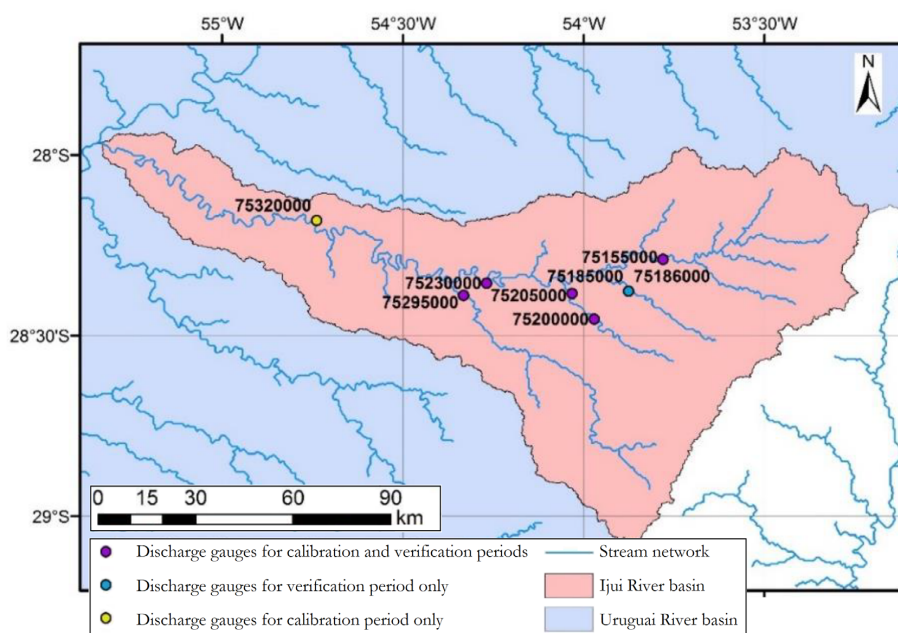 55°W 54°30'W 54°W 53°30'W
N
28°S
75320000
75155000
75185000 75186000
75230000
75205000
75295000
75200000
28°30'S
29°S
0 15 30 60 90
km
Discharge gauges for calibration and verification periods
Discharge gauges for verification period only
Discharge gauges for calibration period only
Stream network
Ijui River basin
Uruguai River basin